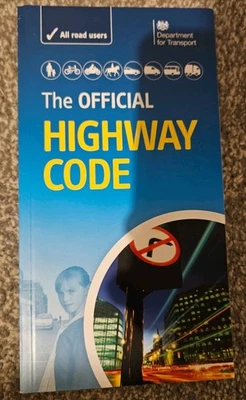 All road users
Department
for Transport
The OFFICIAL
HIGHWAY
CODE